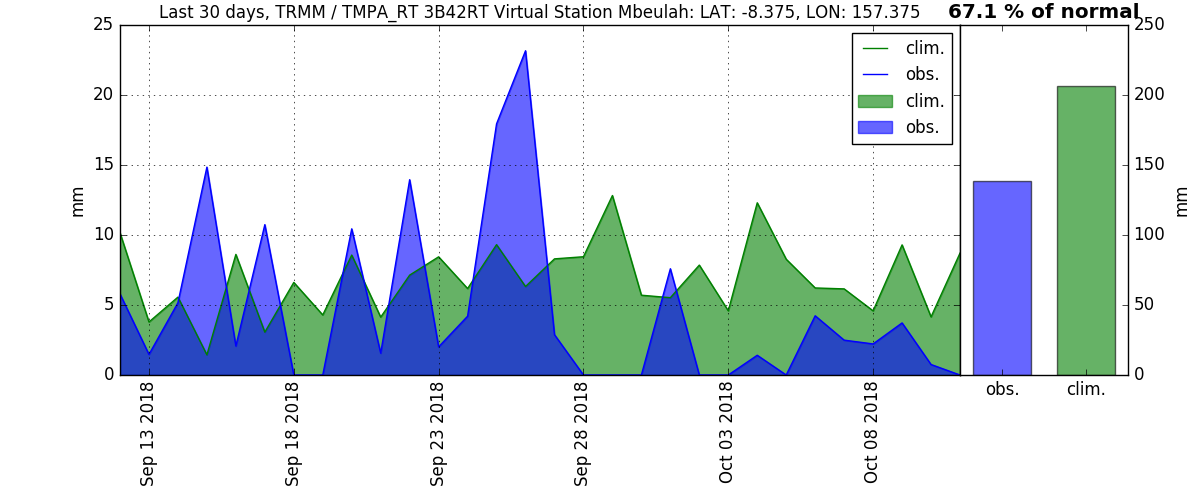 Last 30 days, TRMM / TMPA_RT 3B42RT Virtual Station Mbeulah: LAT: -8.375, LON: 157.375
67.1 % of normal
25
20
15
10
5
0
mm
clim.
obs.
clim.
obs.
250
200
150
100
50
0
mm
obs.
clim.
Sep 13 2018
Sep 18 2018
Sep 23 2018
Sep 28 2018
Oct 03 2018
Oct 08 2018